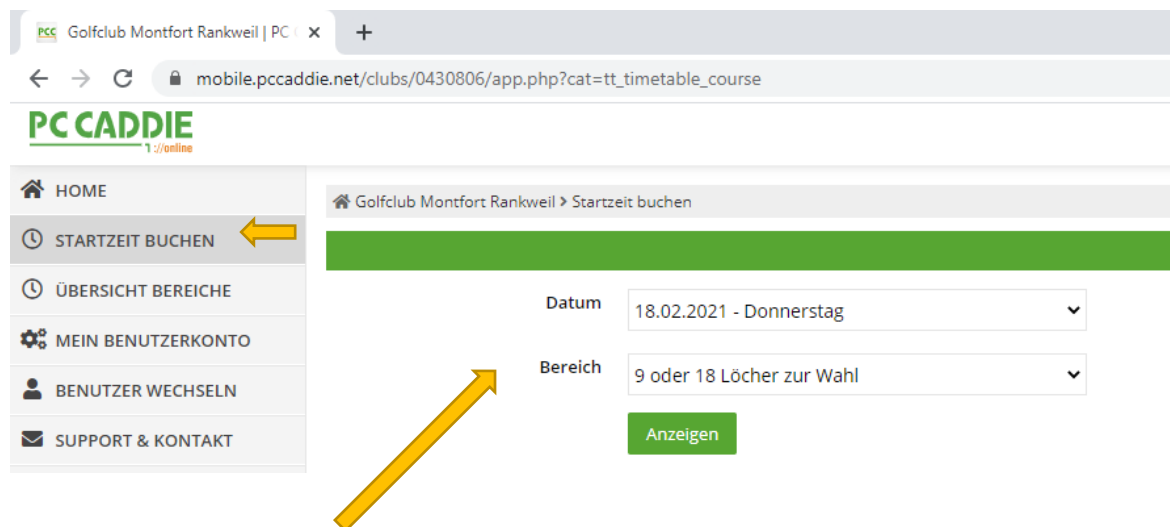 PCC Golfclub Montfort Rankweil | PC
mobile.pccaddie.net/clubs/0430806/app.php?cat=tt_timetable_course
PC CADDIE
://online
HOME
Golfclub Montfort Rankweil > Startzeit buchen
STARTZEIT BUCHEN
ÜBERSICHT BEREICHE
Datum 18.02.2021 - Donnerstag
MEIN BENUTZERKONTO
Bereich 9 oder 18 Löcher zur Wahl
BENUTZER WECHSELN
Anzeigen
SUPPORT & KONTAKT